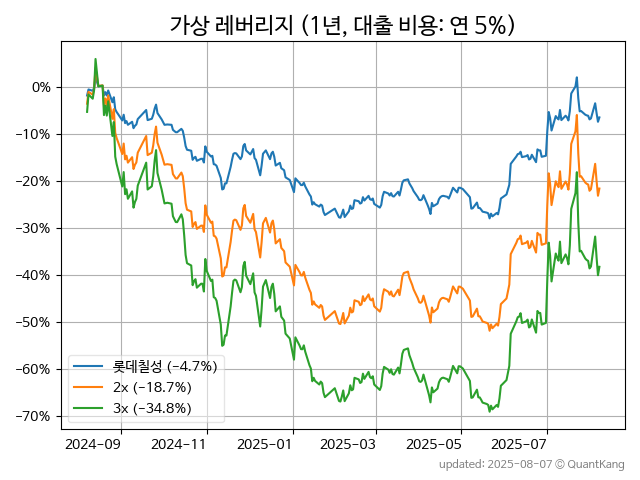 가상 레버리지 (1년, 대출 비용: 연 5%)
0%
−10%
−20%
−30%
−40%
−50%
−60%
−70%
롯데칠성 (−4.7%)
2x (−18.7%)
3x (−34.8%)
2024-09
2024-11
2025-01
2025-03
2025-05
2025-07
updated: 2025-08-07 © QuantKang